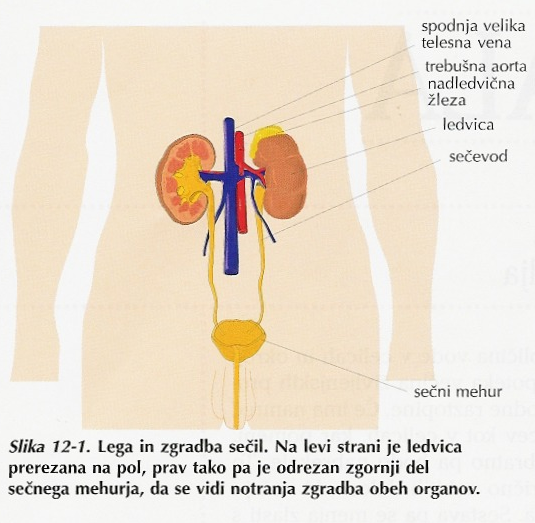 spodnja velika
telesna vena
trebušna aorta
nadledvična
žleza
ledvica
sečevod
sečni mehur
Slika 12-1. Lega in zgradba sečil. Na levi strani je ledvica
prerezana na pol, prav tako pa je odrezan zgornji del
sečnega mehurja, da se vidi notranja zgradba obeh organov.